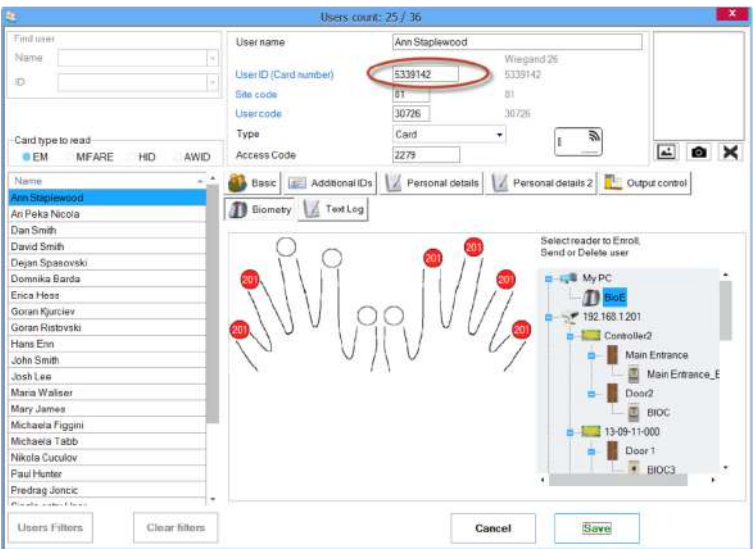 Users count: 25 / 36
x
Find user
Name
ID
Card type to read
EM MIFARE HID AWID
User name Ann Staplewood
Wiegand 26
User ID (Card number) 5339142 5339142
Site code 81 81
User code 30726 30726
Type Card
Access Code 2279
Name
Ann Staplewood
Ari Peka Nicola
Dan Smith
David Smith
Dejan Spasovski
Domnika Barda
Erica Hess
Goran Kjurciev
Goran Ristovski
Hans Enn
John Smith
Josh Lee
Maria Waliser
Mary James
Michaela Figgini
Michaela Tabb
Nikola Cuculov
Paul Hunter
Predrag Joncic
Basic Additional IDs Personal details Personal details 2 Output control
Biometry Text Log
201 201 201 201 201 201
Select reader to Enroll,
Send or Delete user
My PC
BioE
192.168.1.201
Controller2
Main Entrance
Main Entrance_E
Door2
BIOC
13-09-11-000
Door 1
BIOC3
Users Filters Clear filters Cancel Save